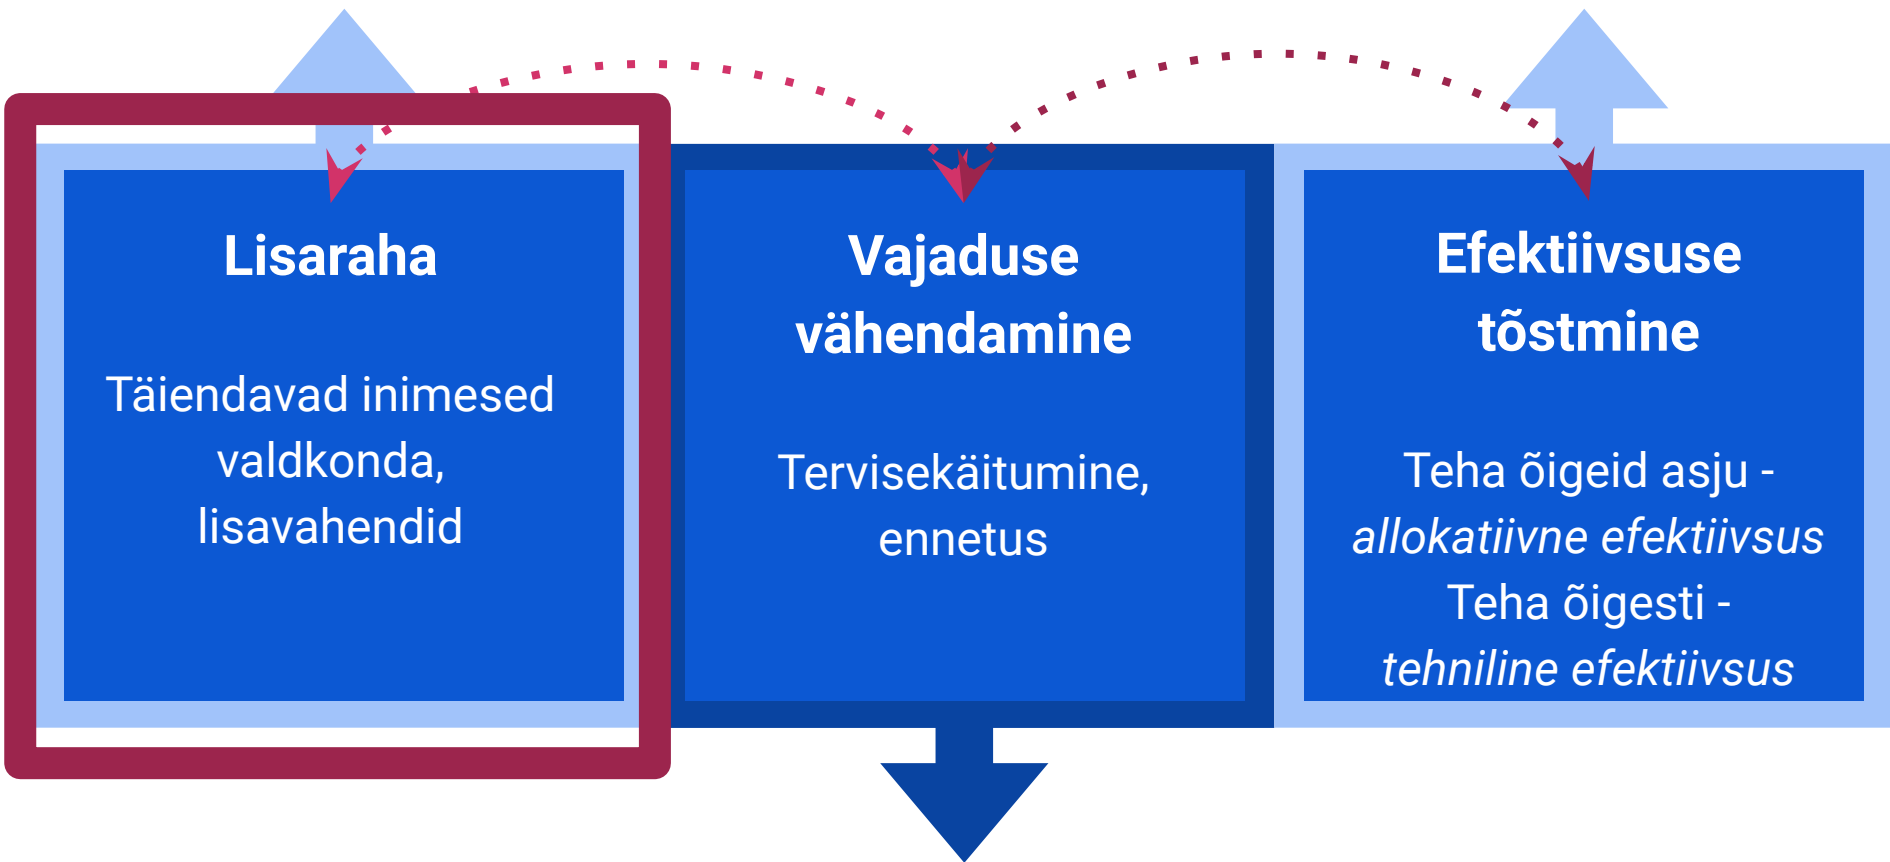 Lisaraha
Täiendavad inimesed
valdkonda,
lisavahendid
Vajaduse
vähendamine
Tervisekäitumine,
ennetus
Efektiivsuse
tõstmine
Teha õigeid asju -
allokatiivne efektiivsus
Teha õigesti -
tehniline efektiivsus